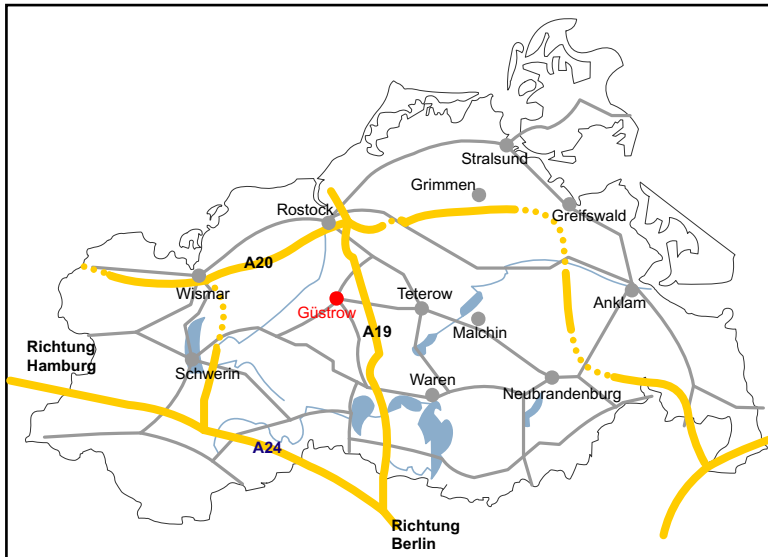 Stralsund
Grimmen
Rostock
Greifswald
A20
Wismar
Teterow
Anklam
Güstrow
A19
Malchin
Richtung
Hamburg
Schwerin
Waren
Neubrandenburg
A24
Richtung
Berlin